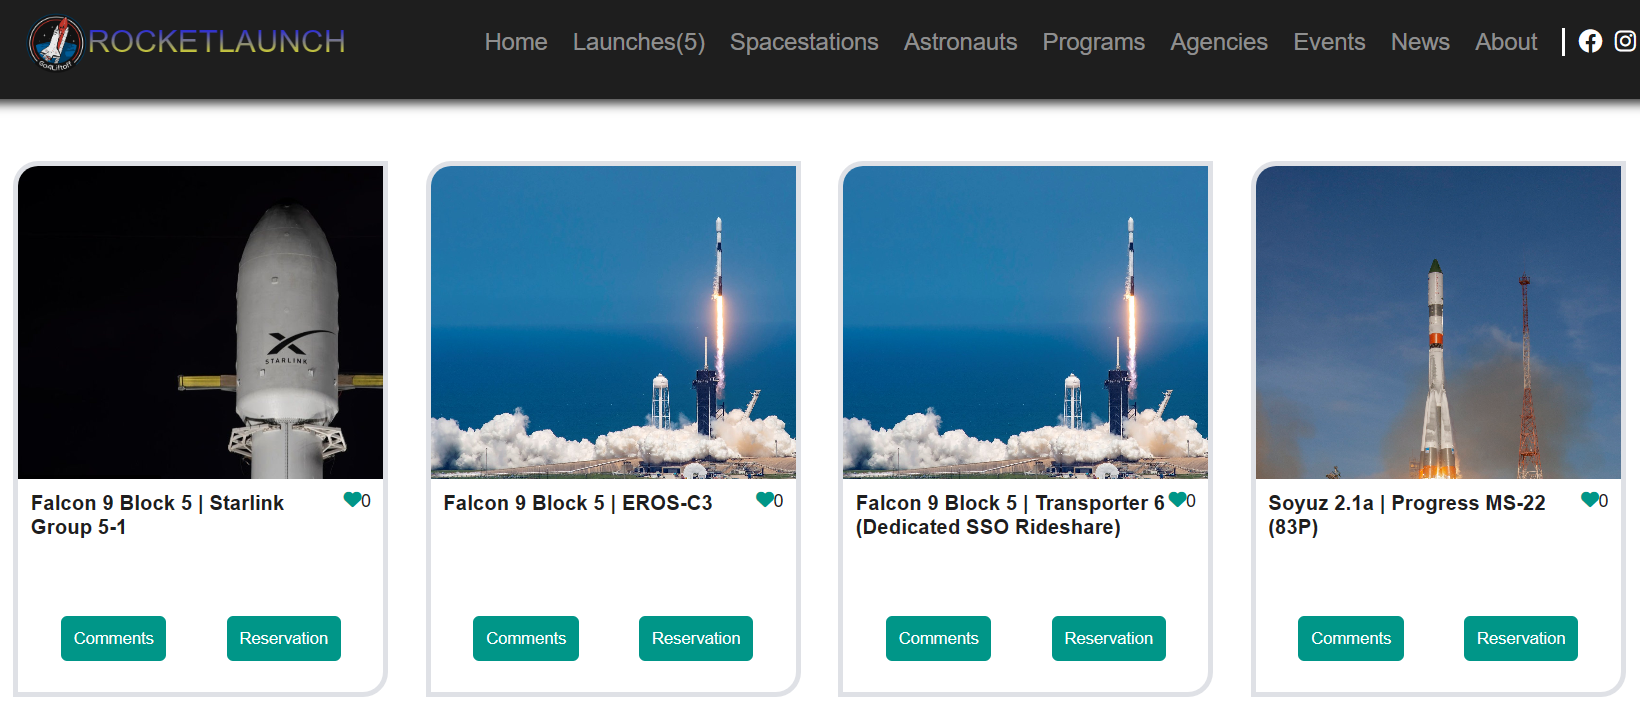 ROCKETLAUNCH
Home Launches(5) Spacestations Astronauts Programs Agencies Events News About
STARLINK
Falcon 9 Block 5 | Starlink
Group 5-1
0
Comments Reservation
Falcon 9 Block 5 | EROS-C3
0
Comments Reservation
Falcon 9 Block 5 | Transporter 6
(Dedicated SSO Rideshare)
0
Comments Reservation
Soyuz 2.1a | Progress MS-22
(83P)
0
Comments Reservation